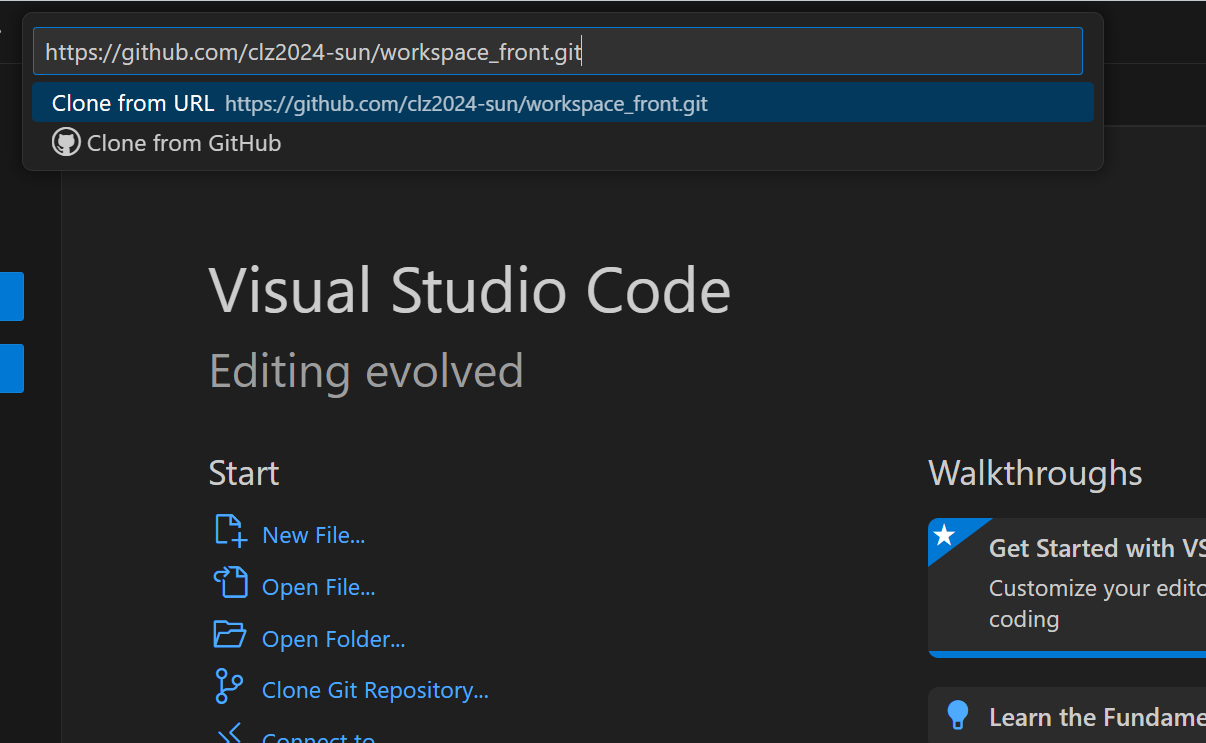 https://github.com/clz2024-sun/workspace_front.git
Clone from URL https://github.com/clz2024-sun/workspace_front.git
Clone from GitHub
Visual Studio Code
Editing evolved
Start
New File...
Open File...
Open Folder...
Clone Git Repository...
Connect to
Walkthroughs
Get Started with VS
Customize your edito
coding
Learn the Fundame